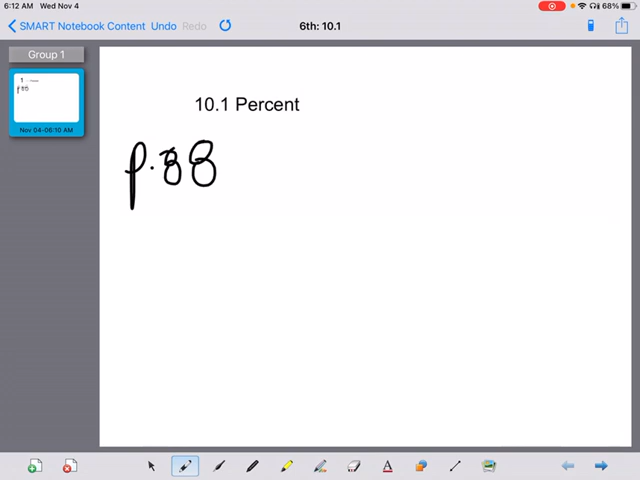 6:12 AM Wed Nov 4 68%
SMART Notebook Content Undo Redo 6th: 10.1
Group 1
Nov 04-06:10 AM
10.1 Percent
p.88
A